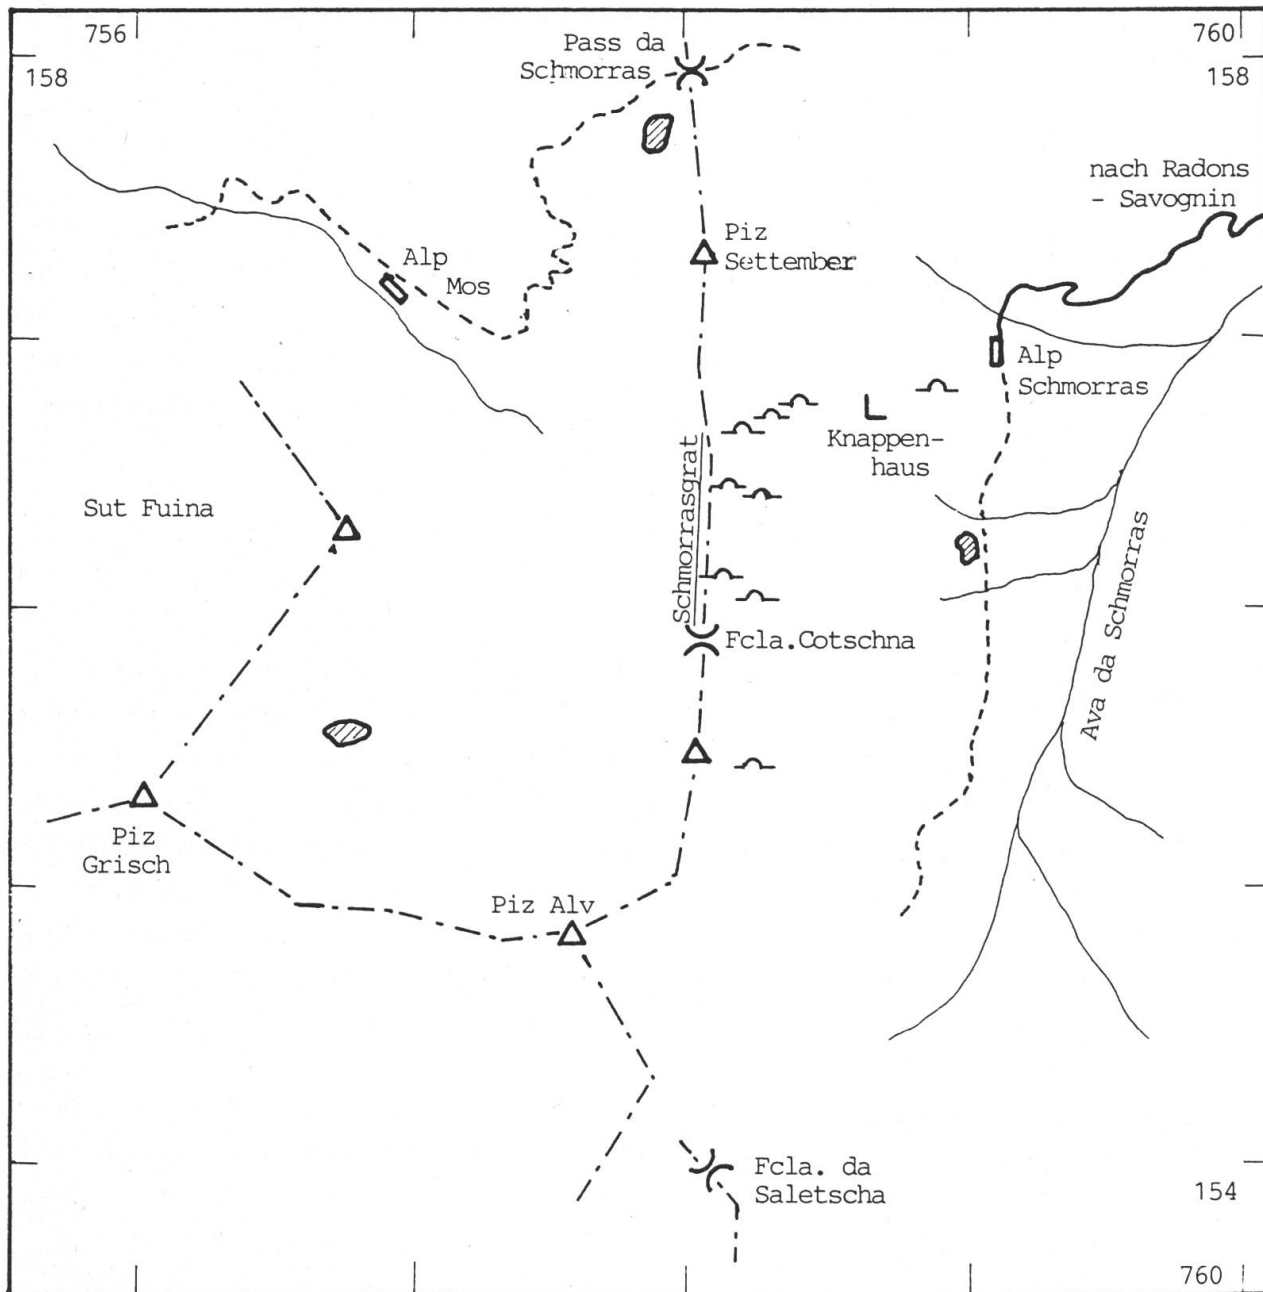 756
760
Pass da
Schmorras
158
158
nach Radons
- Savognin
Piz
Settember
Alp
Mos
Alp
Schmorras
Knappen-
haus
Schmorrasgrat
Sut Fuina
Ava da Schmorras
Fcla.Cotschna
Piz
Grisch
Piz Alv
Fcla. da
Saletscha
154
760